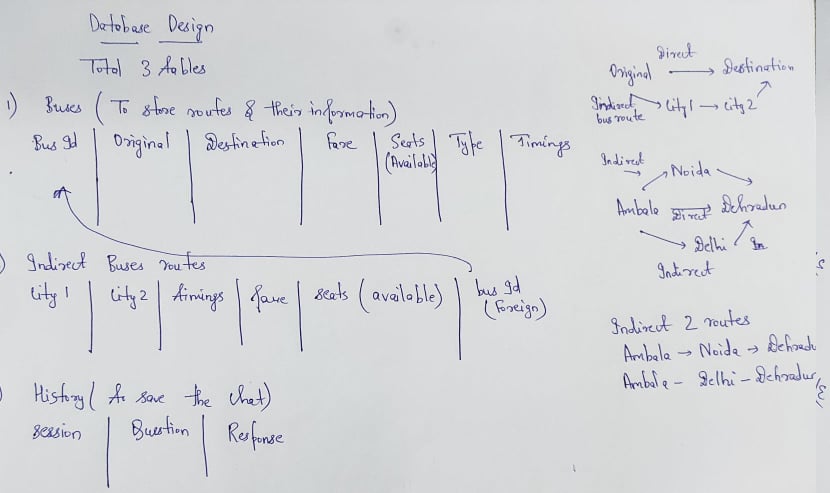 Database Design
Total 3 tables
1) Buses (To store routes & their information)
Bus Id | Original | Destination | Fare | Seats (Available) | Type | Timings
) Indirect Buses routes
City 1 | City 2 | timings | fare | seats (available) | bus Id (Foreign)
) History (to save the chat)
session | Question | Response
Direct
Original → Destination
Indirect bus route → City 1 → City 2
Indirect
→ Noida
Ambala Direct Dehradun
→ Delhi
Indirect
Indirect 2 routes
Ambala → Noida → Dehradu
Ambala - Delhi - Dehradun